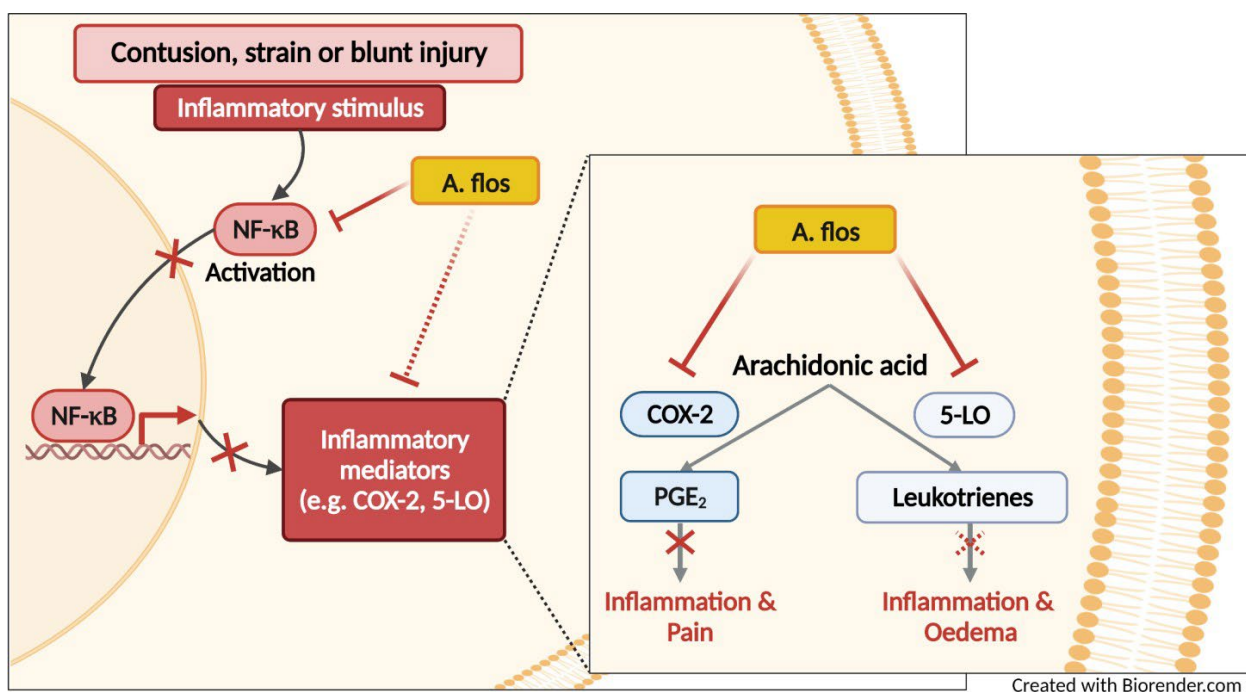 Contusion, strain or blunt injury
Inflammatory stimulus
A. flos
NF-κB
Activation
NF-κB
Inflammatory
mediators
(e.g. COX-2, 5-LO)
A. flos
Arachidonic acid
COX-2
5-LO
PGE₂
Leukotrienes
Inflammation &
Pain
Inflammation &
Oedema
Created with Biorender.com